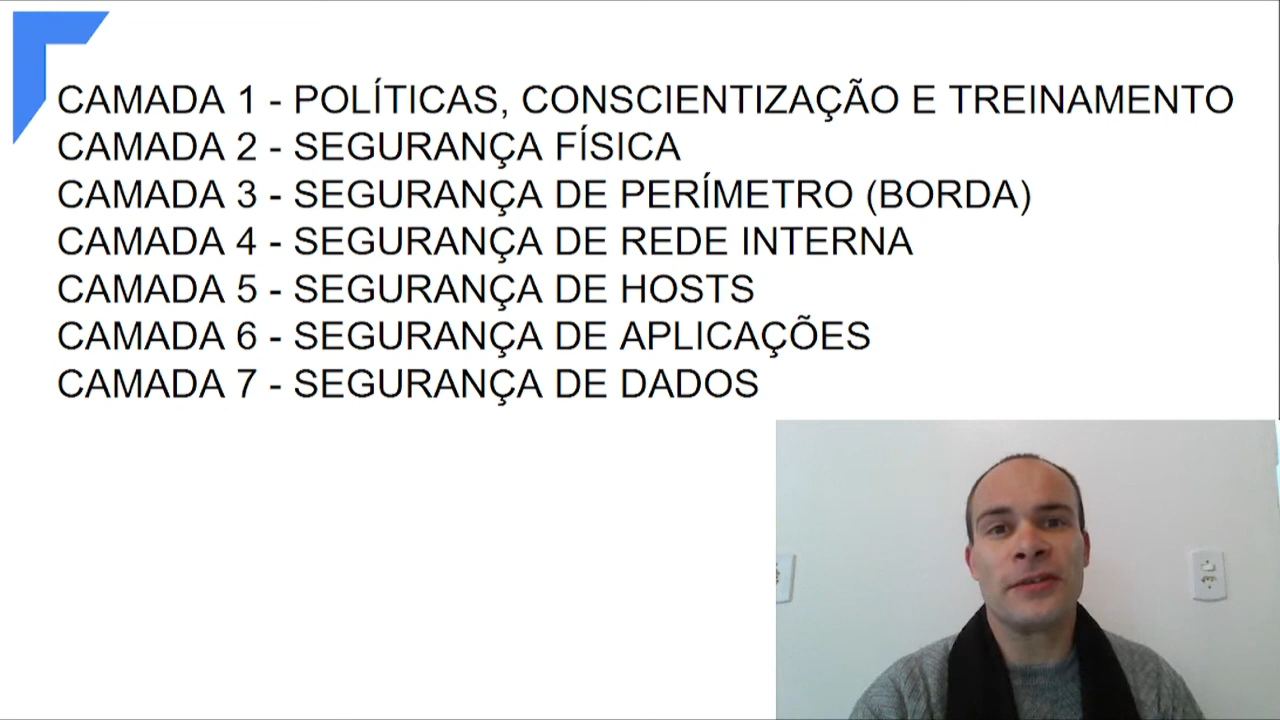 CAMADA 1 - POLÍTICAS, CONSCIENTIZAÇÃO E TREINAMENTO
CAMADA 2 - SEGURANÇA FÍSICA
CAMADA 3 - SEGURANÇA DE PERÍMETRO (BORDA)
CAMADA 4 - SEGURANÇA DE REDE INTERNA
CAMADA 5 - SEGURANÇA DE HOSTS
CAMADA 6 - SEGURANÇA DE APLICAÇÕES
CAMADA 7 - SEGURANÇA DE DADOS